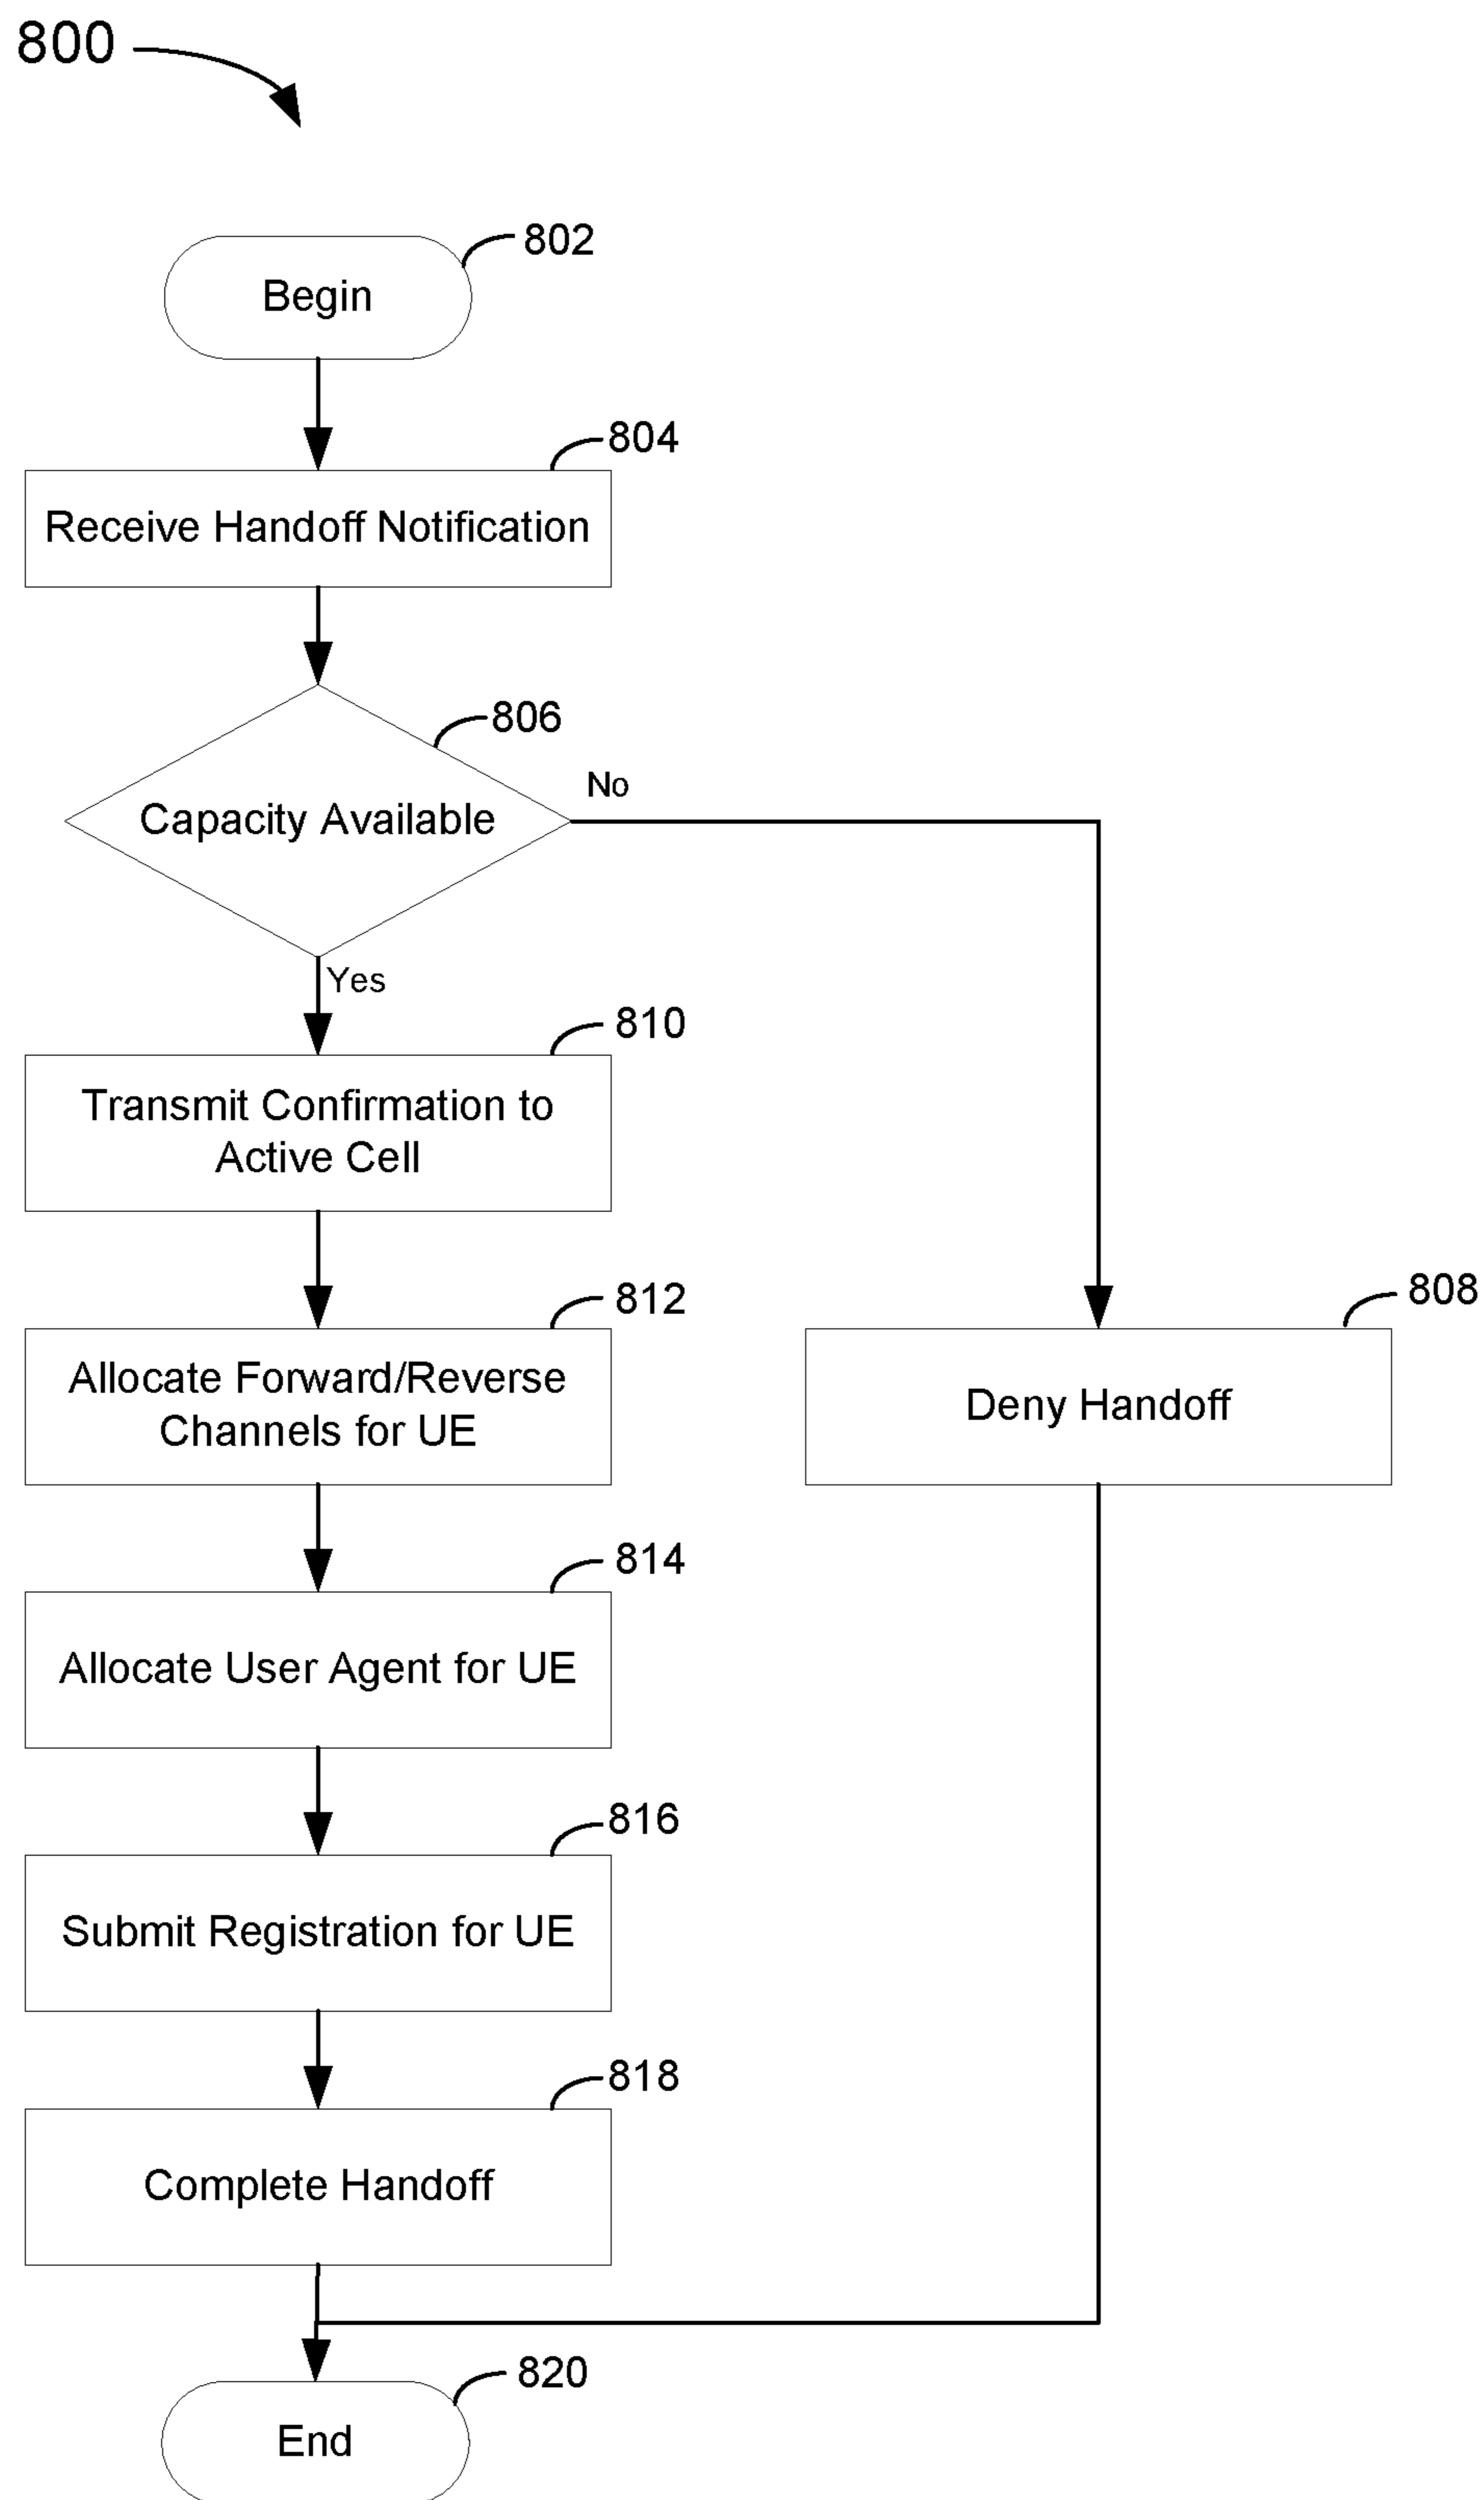 800
802
Begin
804
Receive Handoff Notification
806
Capacity Available
No
Yes
810
Transmit Confirmation to
Active Cell
812
Allocate Forward/Reverse
Channels for UE
808
Deny Handoff
814
Allocate User Agent for UE
816
Submit Registration for UE
818
Complete Handoff
820
End